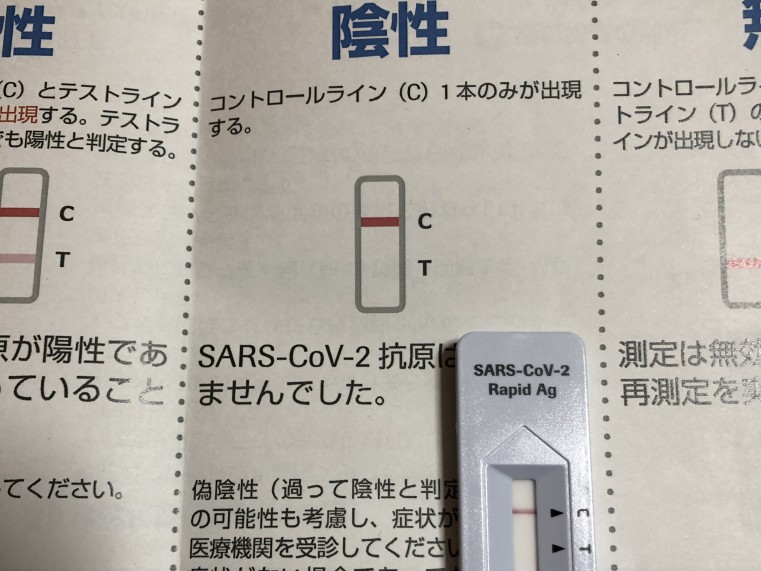 性
（C）とテストライン
出現する。テストラ
でも陽性と判定する。
C
T
原が陽性であ
っていること
てください。
陰性
コントロールライン（C）1本のみが出現
する。
C
T
SARS-CoV-2 抗原は
ませんでした。
偽陰性（過って陰性と判定
の可能性も考慮し、症状が
医療機関を受診してくださ
コントロールライ
トライン（T）の
インが出現しな
測定は無効
再測定を実
SARS-CoV-2
Rapid Ag
C
T